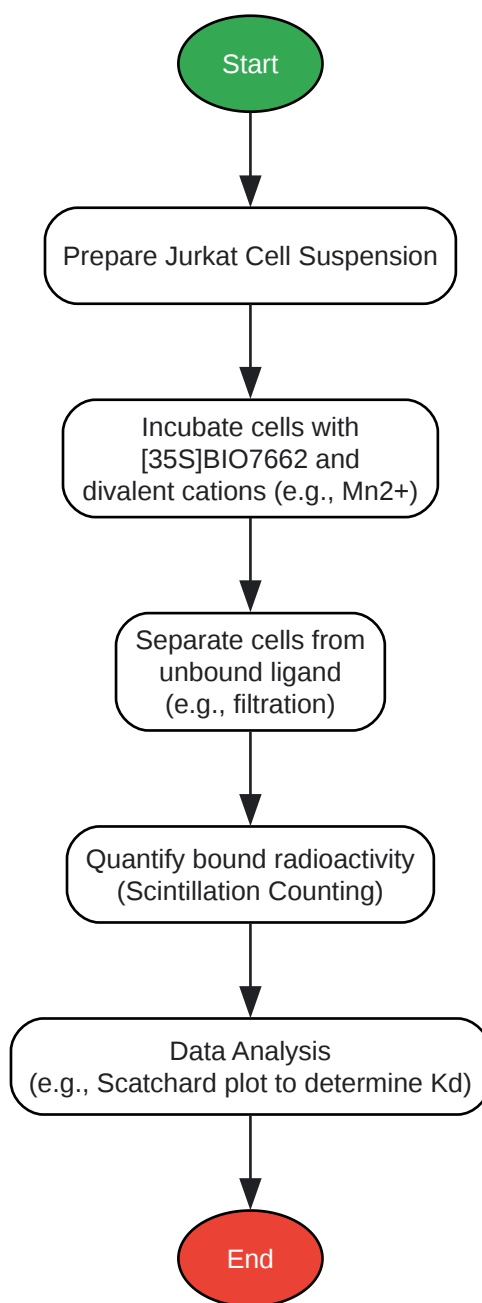 Start
Prepare Jurkat Cell Suspension
Incubate cells with
[35S]BIO7662 and
divalent cations (e.g., Mn2+)
Separate cells from
unbound ligand
(e.g., filtration)
Quantify bound radioactivity
(Scintillation Counting)
Data Analysis
(e.g., Scatchard plot to determine Kd)
End